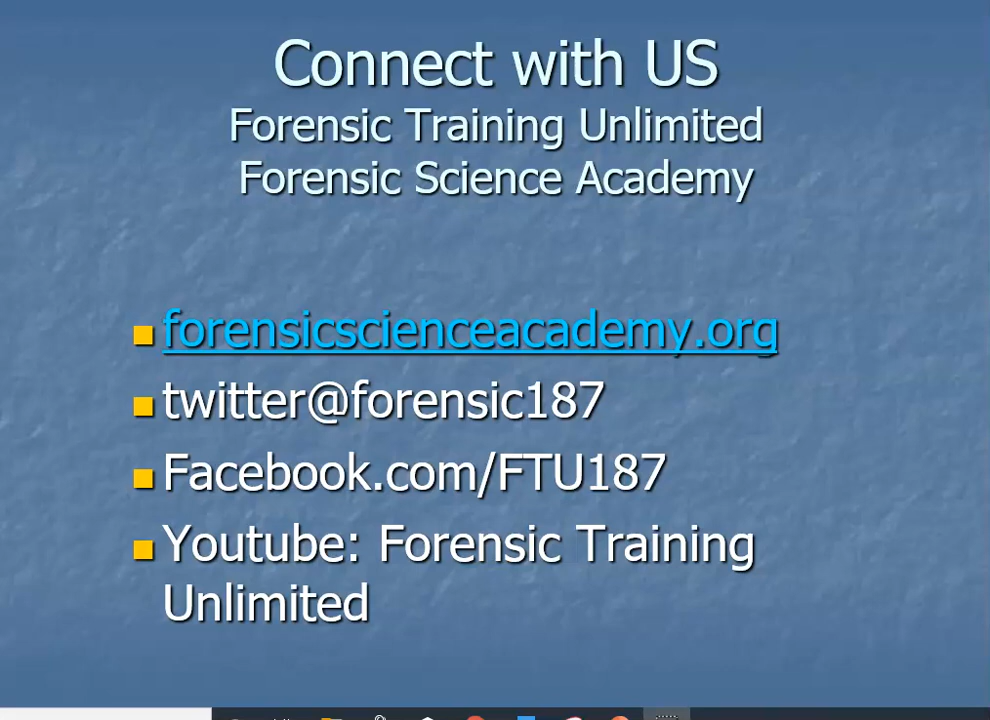 Connect with US
Forensic Training Unlimited
Forensic Science Academy
forensicscienceacademy.org
twitter@forensic187
Facebook.com/FTU187
Youtube: Forensic Training
Unlimited